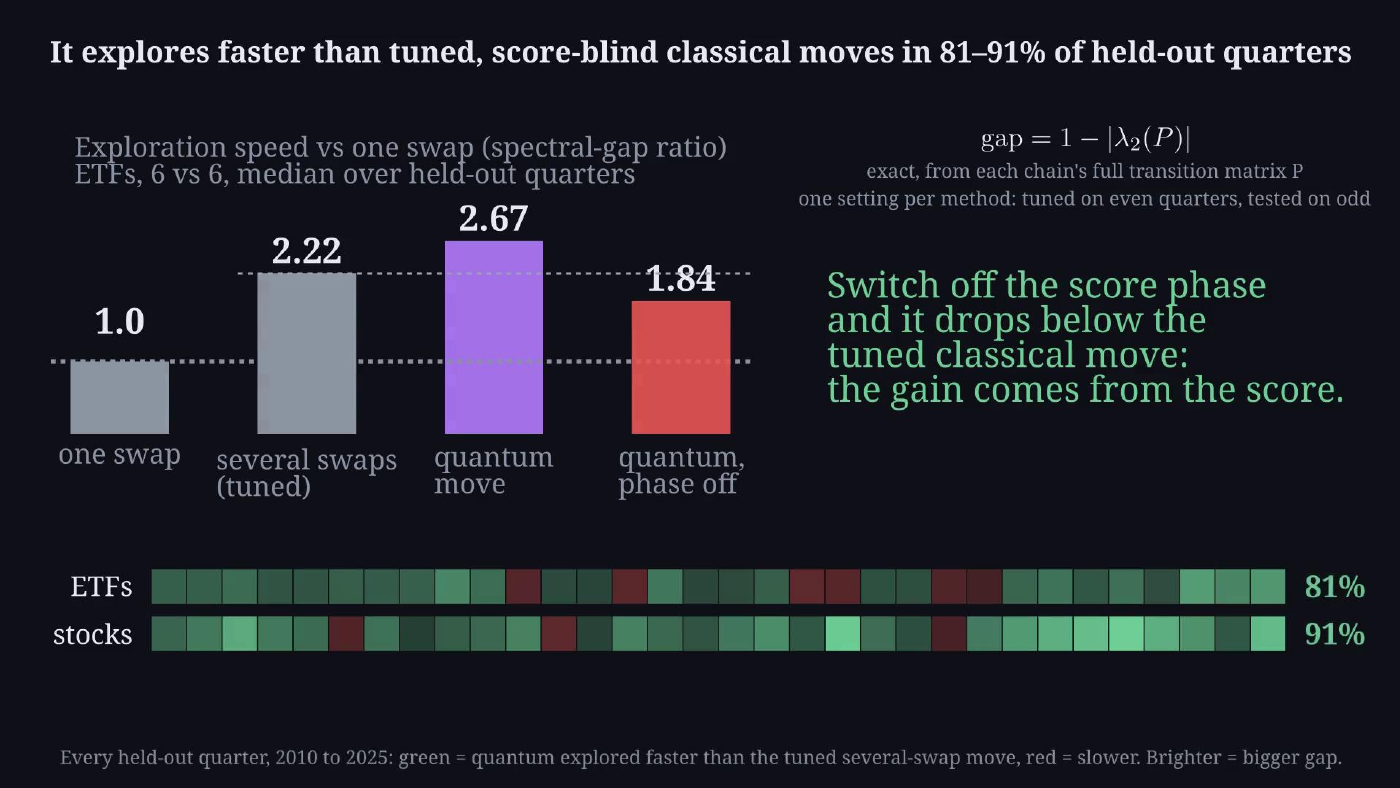 It explores faster than tuned, score-blind classical moves in 81–91% of held-out quarters
Exploration speed vs one swap (spectral-gap ratio)
ETFs, 6 vs 6, median over held-out quarters
gap = 1 − |λ₂(P)|
exact, from each chain's full transition matrix P
one setting per method: tuned on even quarters, tested on odd
1.0
2.22
2.67
1.84
one swap
several swaps
(tuned)
quantum
move
quantum,
phase off
Switch off the score phase
and it drops below the
tuned classical move:
the gain comes from the score.
ETFs
81%
stocks
91%
Every held-out quarter, 2010 to 2025: green = quantum explored faster than the tuned several-swap move, red = slower. Brighter = bigger gap.